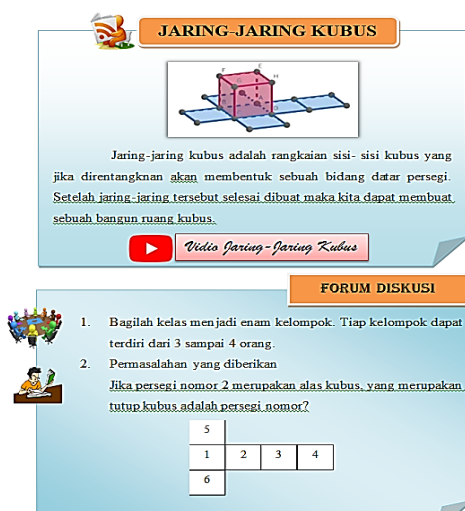 JARING-JARING KUBUS
Jaring-jaring kubus adalah rangkaian sisi- sisi kubus yang
jika direntangknan akan membentuk sebuah bidang datar persegi.
Setelah jaring-jaring tersebut selesai dibuat maka kita dapat membuat
sebuah bangun ruang kubus.
Vidio Jaring-Jaring Kubus
FORUM DISKUSI
1. Bagilah kelas menjadi enam kelompok. Tiap kelompok dapat
terdiri dari 3 sampai 4 orang.
2. Permasalahan yang diberikan
Jika persegi nomor 2 merupakan alas kubus, yang merupakan
tutup kubus adalah persegi nomor?
5
1 2 3 4
6